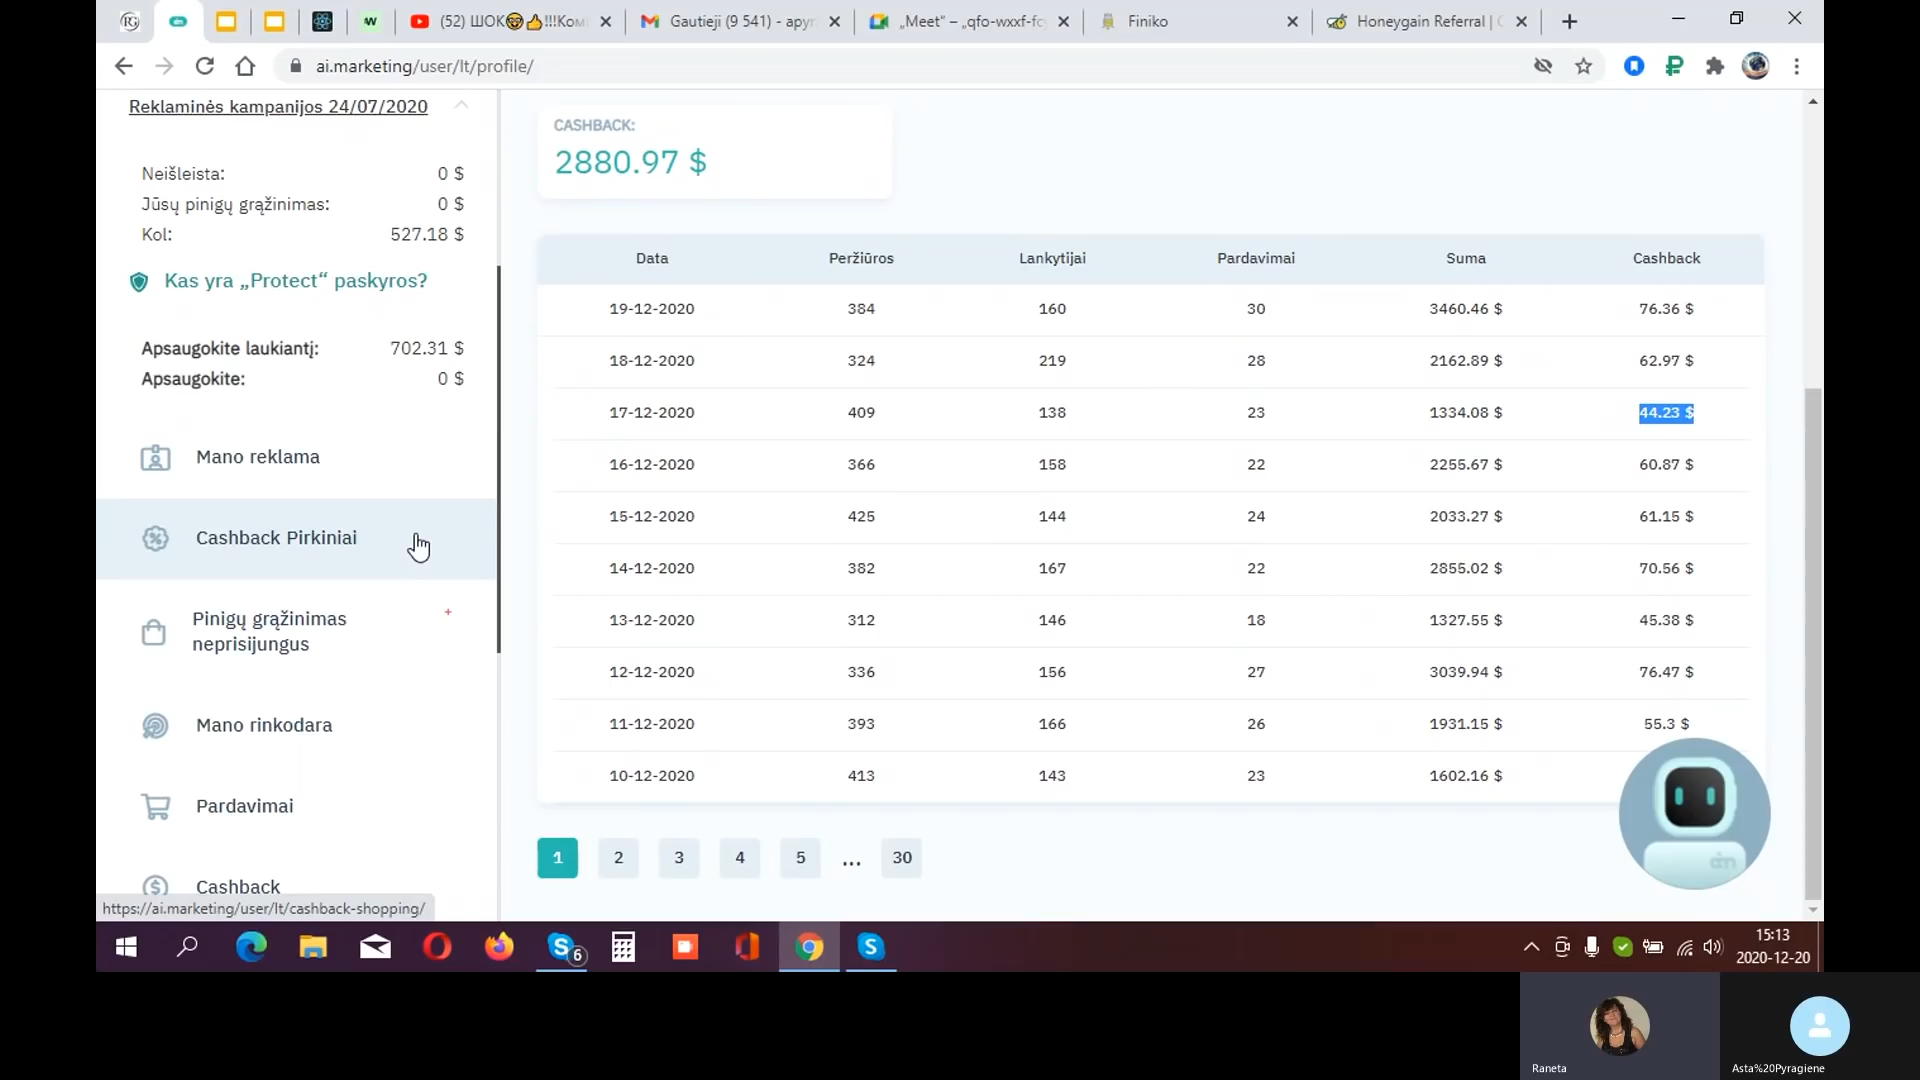 (52) ШОК🤓👍!!!Комі
Gautieji (9 541) - apyr
„Meet“ – „qfo-wxxf-fcy
Finiko
Honeygain Referral | C
ai.marketing/user/lt/profile/
Reklaminės kampanijos 24/07/2020
Neišleista: 0 $
Jūsų pinigų grąžinimas: 0 $
Kol: 527.18 $
Kas yra „Protect“ paskyros?
Apsaugokite laukiantį: 702.31 $
Apsaugokite: 0 $
Mano reklama
Cashback Pirkiniai
Pinigų grąžinimas
neprisijungus
+
Mano rinkodara
Pardavimai
Cashback
https://ai.marketing/user/lt/cashback-shopping/
CASHBACK:
2880.97 $
Data Peržiūros Lankytijai Pardavimai Suma Cashback
19-12-2020 384 160 30 3460.46 $ 76.36 $
18-12-2020 324 219 28 2162.89 $ 62.97 $
17-12-2020 409 138 23 1334.08 $ 44.23 $
16-12-2020 366 158 22 2255.67 $ 60.87 $
15-12-2020 425 144 24 2033.27 $ 61.15 $
14-12-2020 382 167 22 2855.02 $ 70.56 $
13-12-2020 312 146 18 1327.55 $ 45.38 $
12-12-2020 336 156 27 3039.94 $ 76.47 $
11-12-2020 393 166 26 1931.15 $ 55.3 $
10-12-2020 413 143 23 1602.16 $
1 2 3 4 5 ... 30
6
15:13
2020-12-20
Raneta
Asta%20Pyragiene